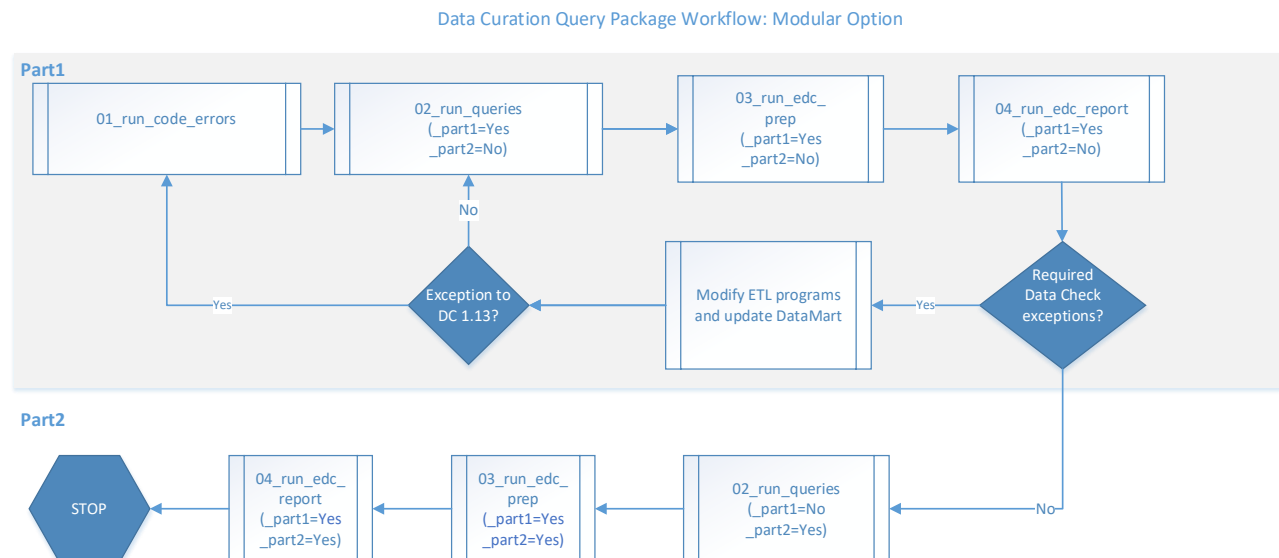 Data Curation Query Package Workflow: Modular Option
Part1
01_run_code_errors
02_run_queries
(_part1=Yes
_part2=No)
03_run_edc_
prep
(_part1=Yes
_part2=No)
04_run_edc_report
(_part1=Yes
_part2=No)
No
Yes
Exception to
DC 1.13?
Modify ETL programs
and update DataMart
Yes
Required
Data Check
exceptions?
Part2
STOP
04_run_edc_
report
(_part1=Yes
_part2=Yes)
03_run_edc_
prep
(_part1=Yes
_part2=Yes)
02_run_queries
(_part1=No
_part2=Yes)
No